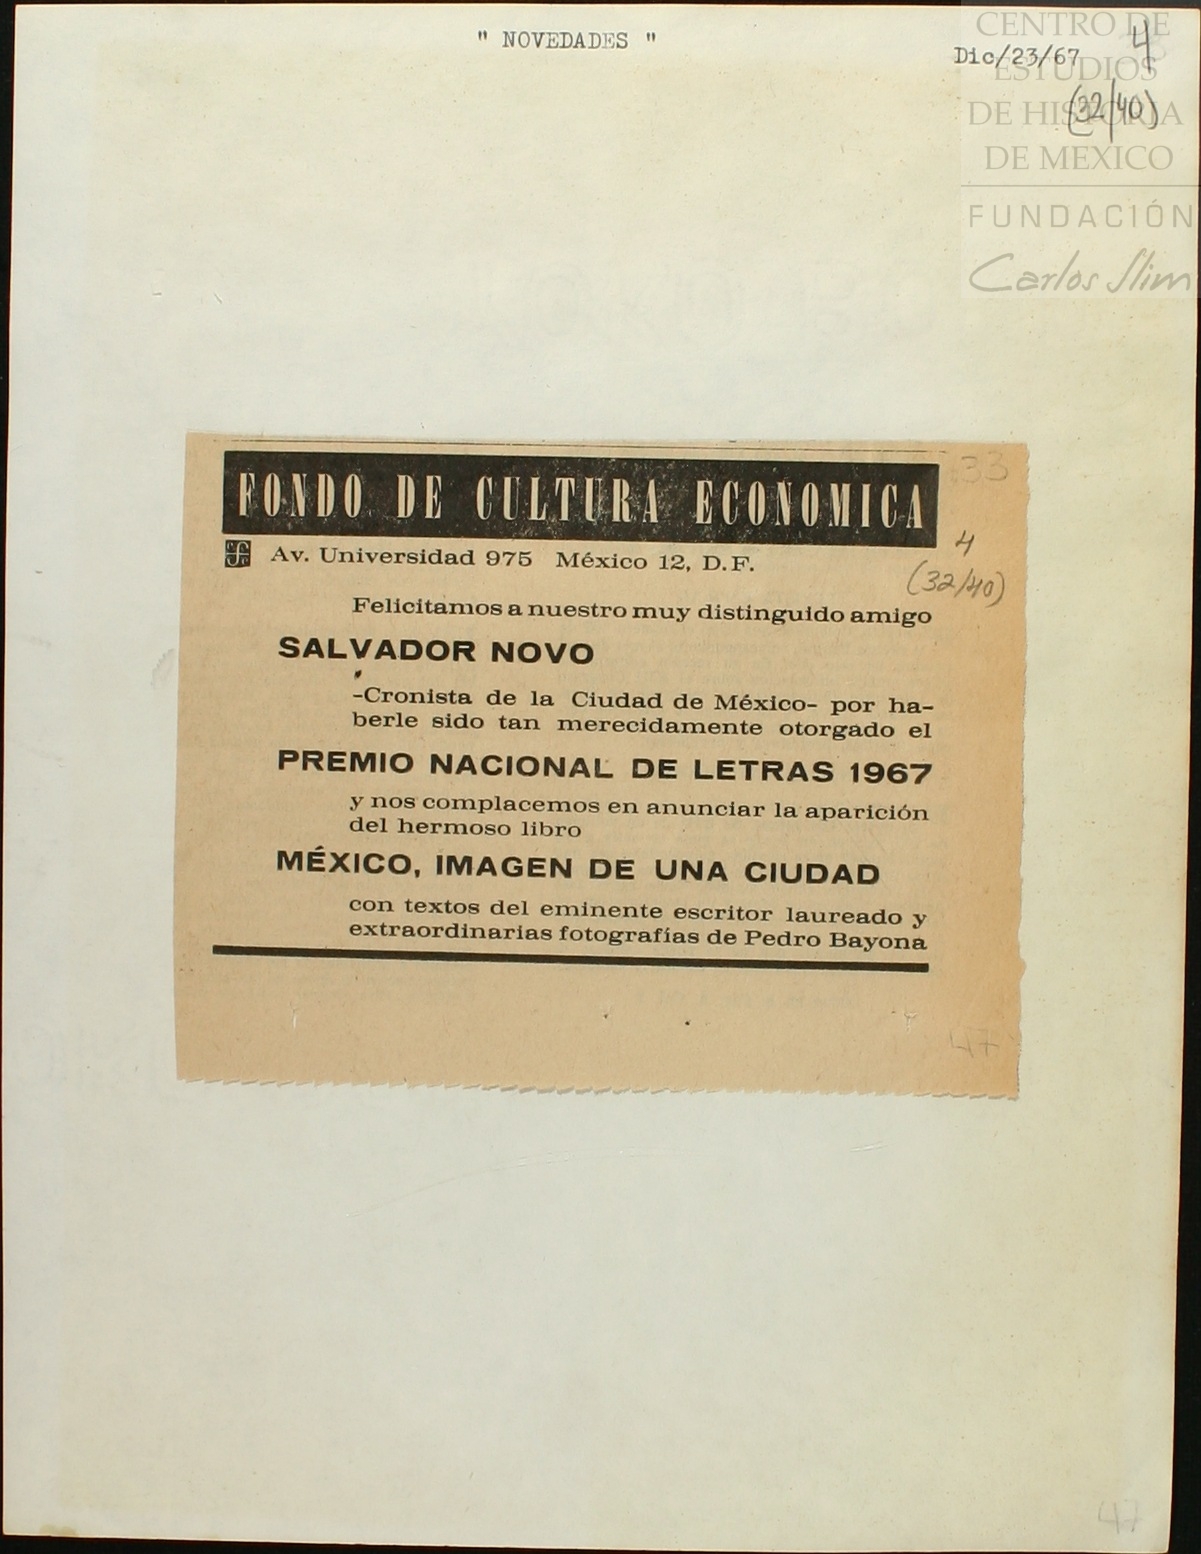 " NOVEDADES "
Dic/23/67
4
(32/40)
CENTRO DE
ESTUDIOS
DE HISTORIA
DE MEXICO
FUNDACIÓN
Carlos Slim
33
FONDO DE CULTURA ECONOMICA
Av. Universidad 975 México 12, D.F.
4
(32/40)
Felicitamos a nuestro muy distinguido amigo
SALVADOR NOVO
-Cronista de la Ciudad de México- por ha-
berle sido tan merecidamente otorgado el
PREMIO NACIONAL DE LETRAS 1967
y nos complacemos en anunciar la aparición
del hermoso libro
MÉXICO, IMAGEN DE UNA CIUDAD
con textos del eminente escritor laureado y
extraordinarias fotografías de Pedro Bayona
47
47